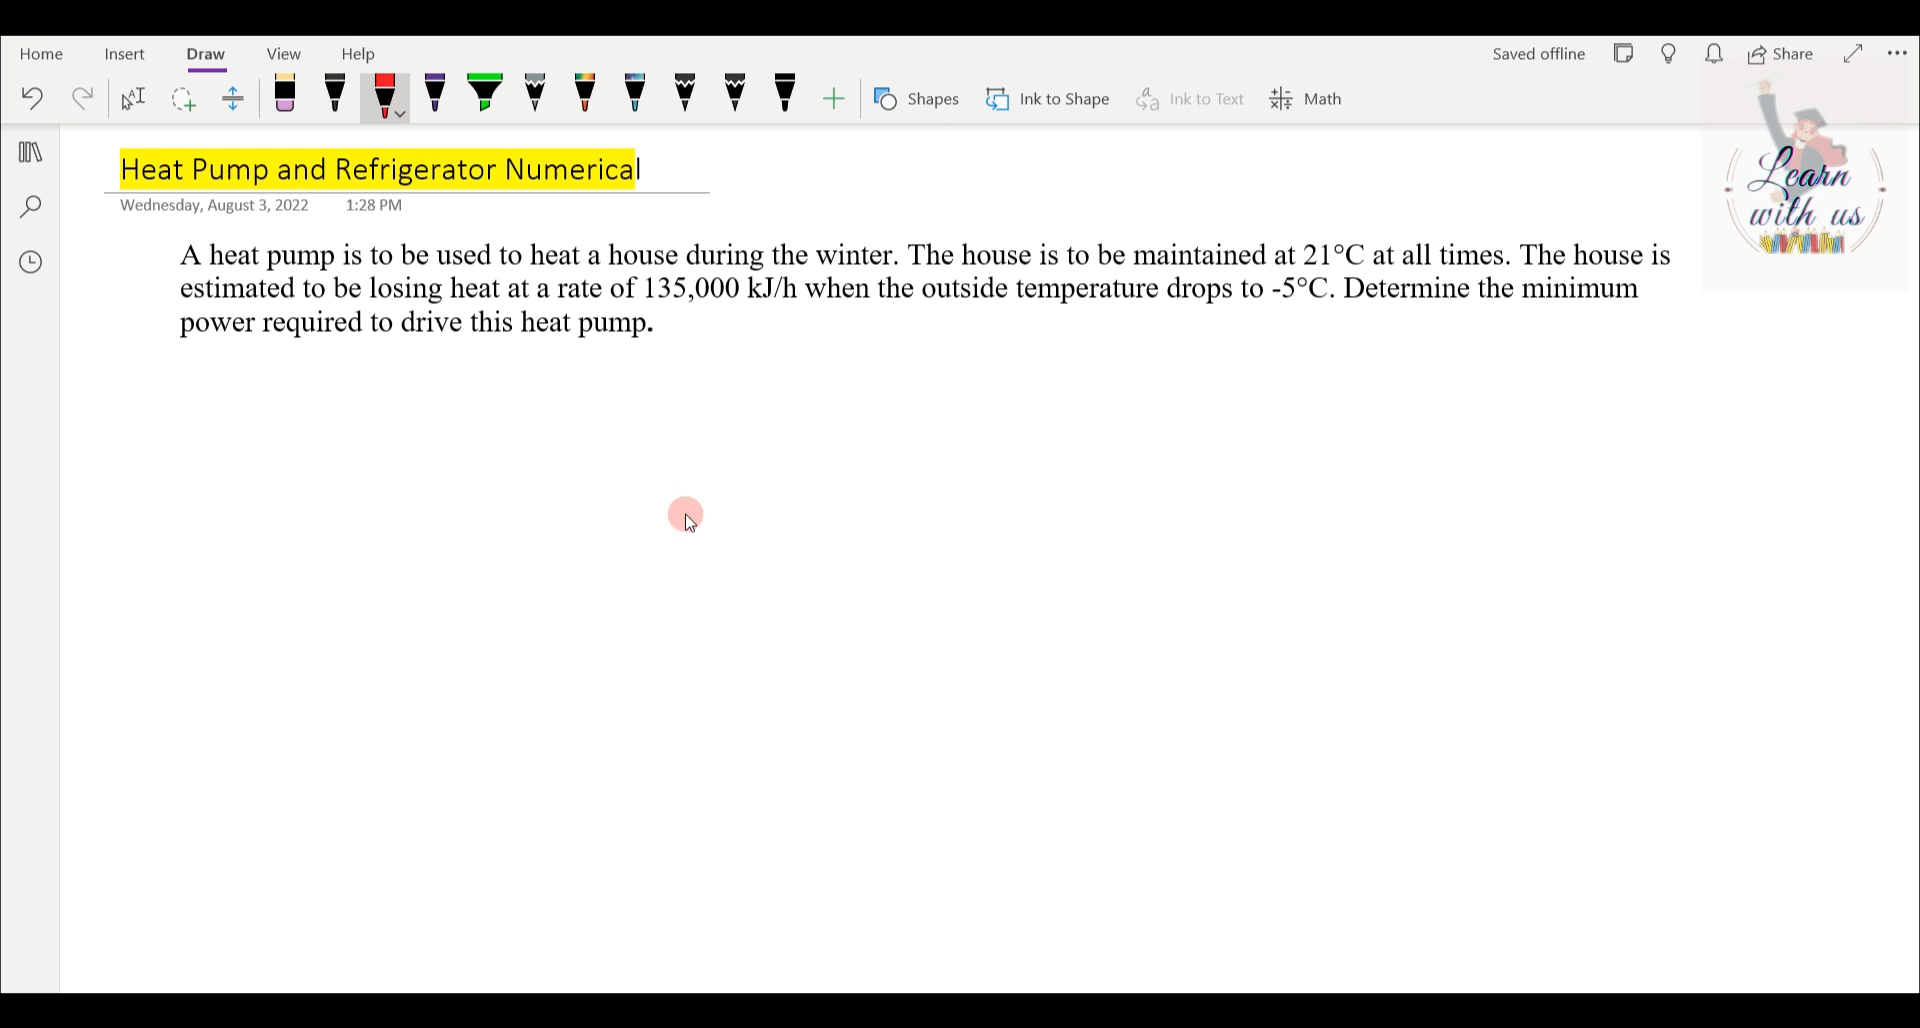 Home Insert Draw View Help Saved offline Share
Shapes Ink to Shape Ink to Text Math
Heat Pump and Refrigerator Numerical
Wednesday, August 3, 2022 1:28 PM
Learn
with us
A heat pump is to be used to heat a house during the winter. The house is to be maintained at 21°C at all times. The house is
estimated to be losing heat at a rate of 135,000 kJ/h when the outside temperature drops to -5°C. Determine the minimum
power required to drive this heat pump.